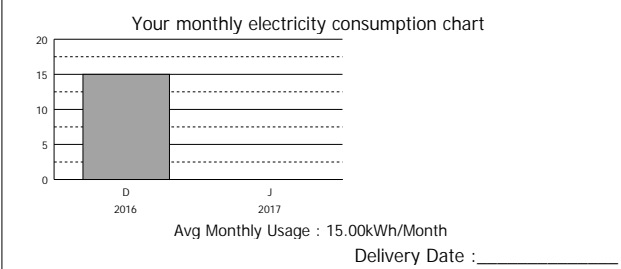 Your monthly electricity consumption chart
20
15
10
5
0
D J
2016 2017
Avg Monthly Usage : 15.00kWh/Month
Delivery Date :______________